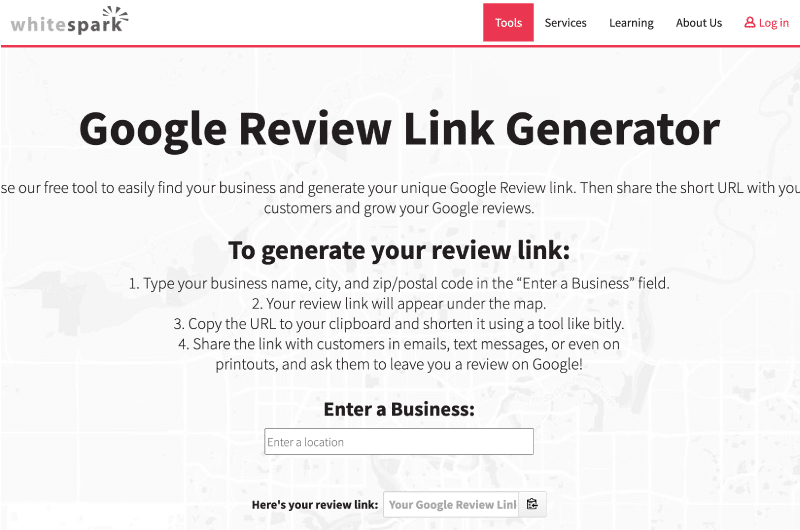 whitespark
Tools Services Learning About Us Log in
Google Review Link Generator
se our free tool to easily find your business and generate your unique Google Review link. Then share the short URL with you
customers and grow your Google reviews.
To generate your review link:
1. Type your business name, city, and zip/postal code in the “Enter a Business” field.
2. Your review link will appear under the map.
3. Copy the URL to your clipboard and shorten it using a tool like bitly.
4. Share the link with customers in emails, text messages, or even on
printouts, and ask them to leave you a review on Google!
Enter a Business:
Enter a location
Here's your review link: Your Google Review Linl